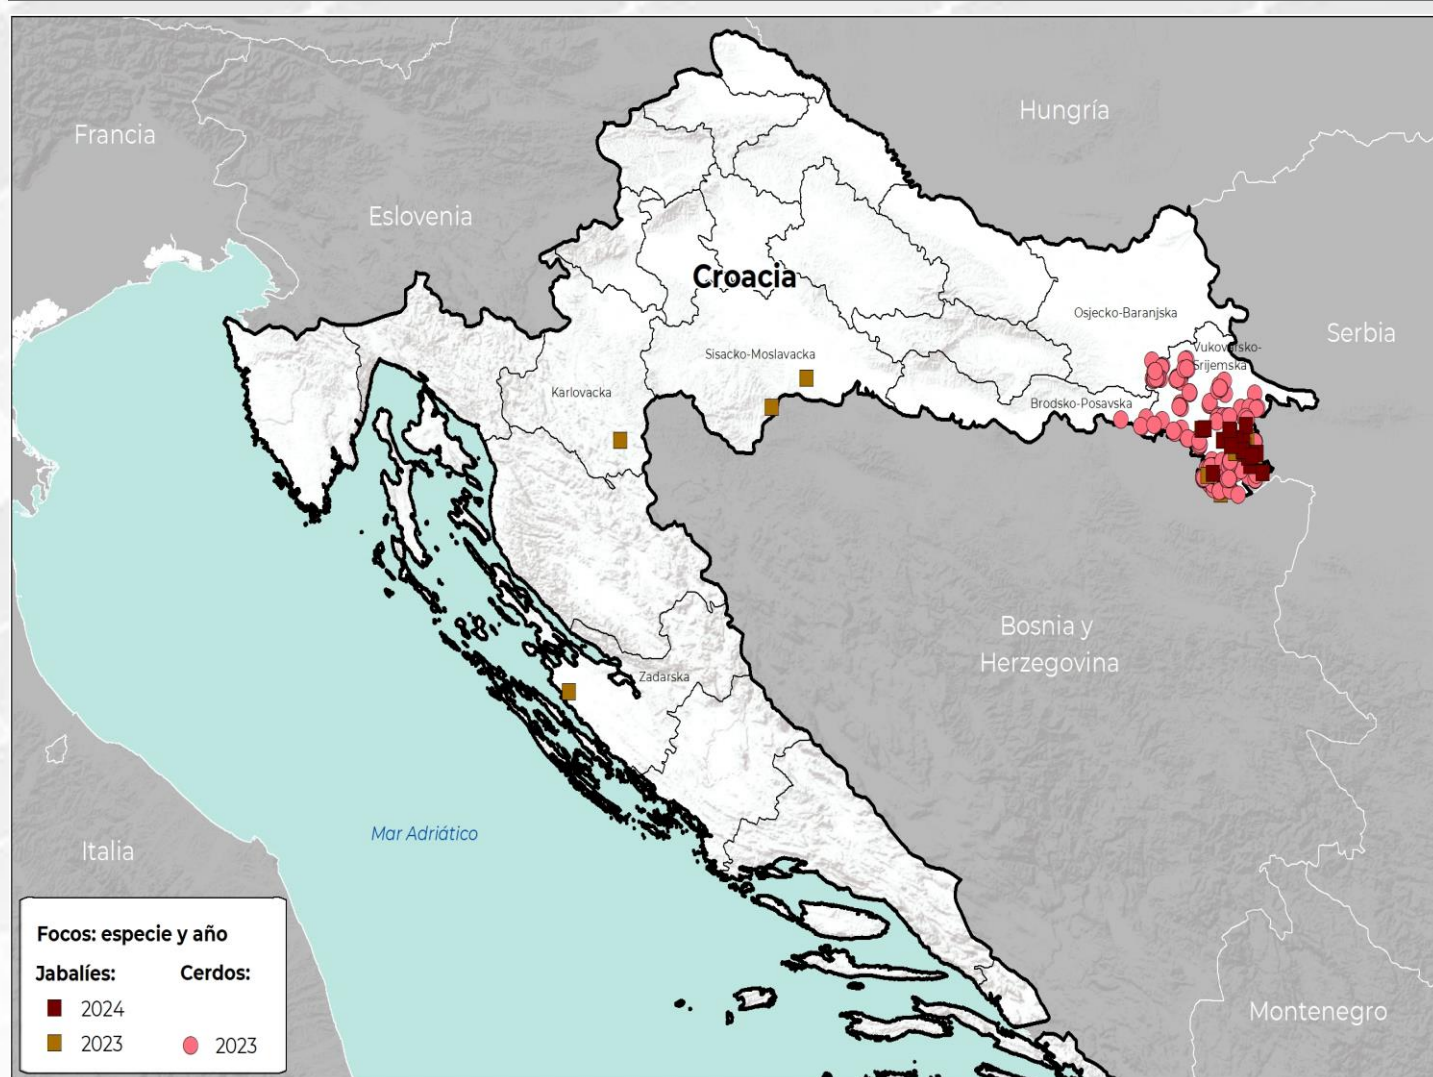 Hungría
Francia
Eslovenia
Croacia
Osjecko-Baranjska
Serbia
Vukovarsko-
Srijemska
Sisacko-Moslavacka
Karlovacka
Brodsko-Posavska
Bosnia y
Herzegovina
Zadarska
Mar Adriático
Italia
Montenegro
Focos: especie y año
Jabalíes: Cerdos:
2024
2023 2023